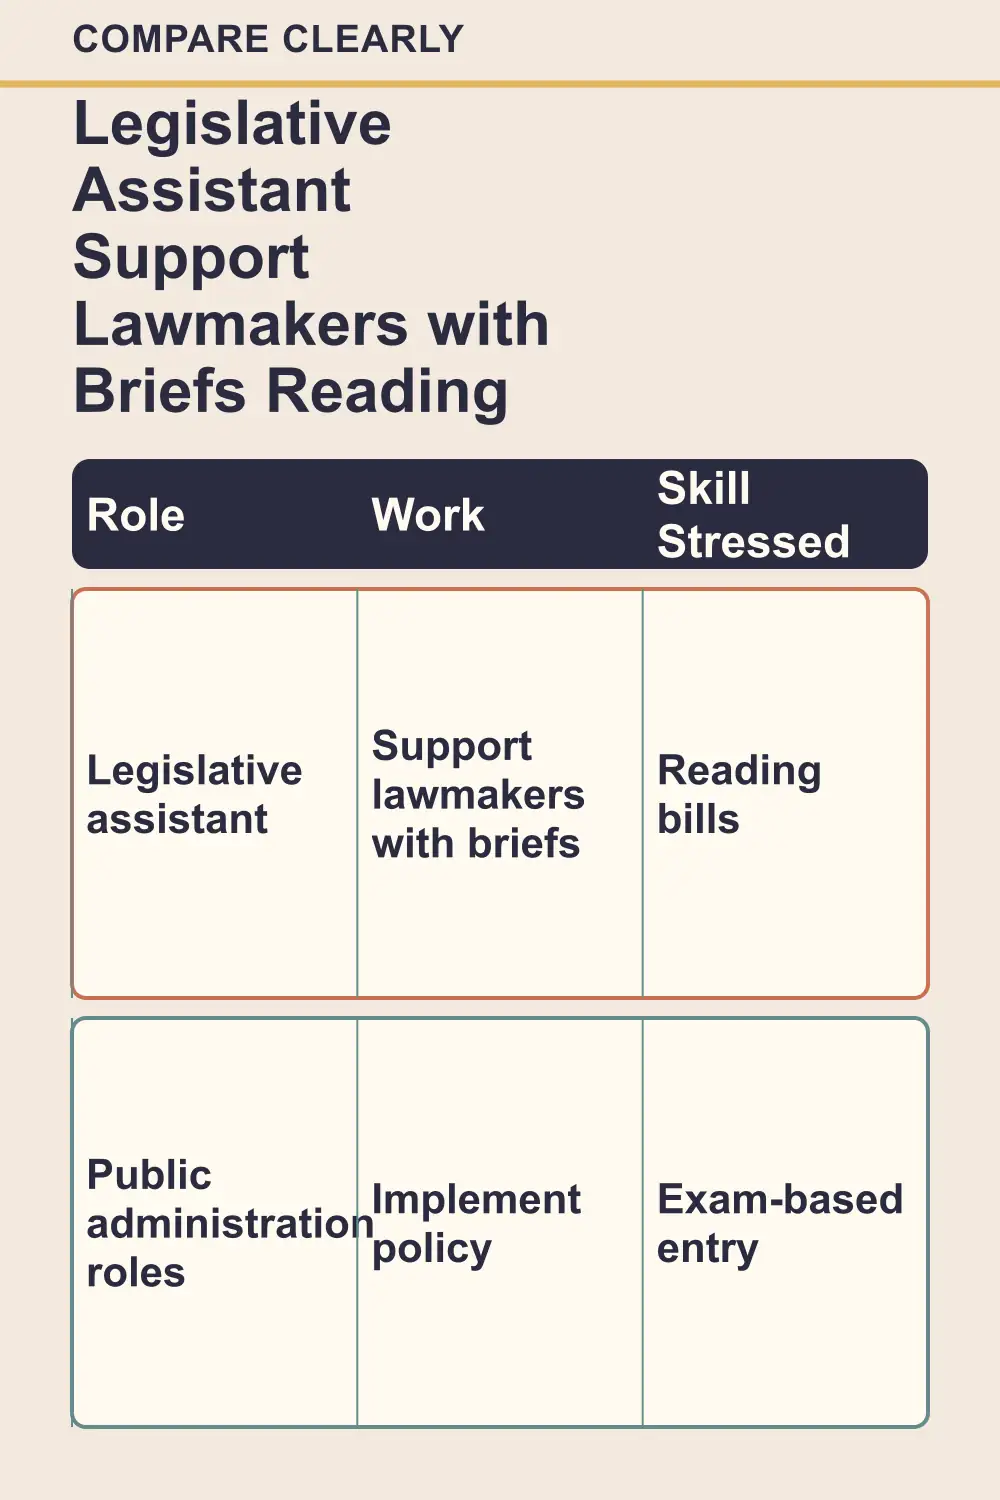 COMPARE CLEARLY
Legislative
Assistant
Support
Lawmakers with
Briefs Reading
Role
Work
Skill
Stressed
Legislative
assistant
Support
lawmakers
with briefs
Reading
bills
Public
administration
roles
Implement
policy
Exam-based
entry